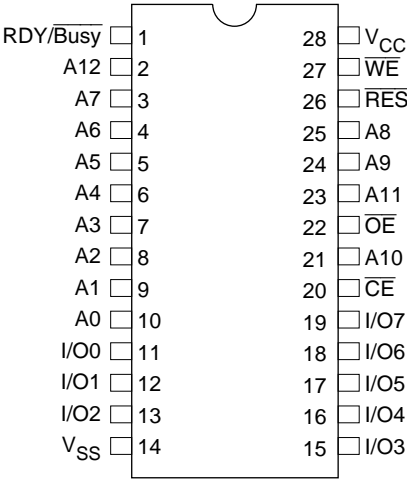 RDY/Busy 1 28 VCC
A12 2 27 WE
A7 3 26 RES
A6 4 25 A8
A5 5 24 A9
A4 6 23 A11
A3 7 22 OE
A2 8 21 A10
A1 9 20 CE
A0 10 19 I/O7
I/O0 11 18 I/O6
I/O1 12 17 I/O5
I/O2 13 16 I/O4
VSS 14 15 I/O3